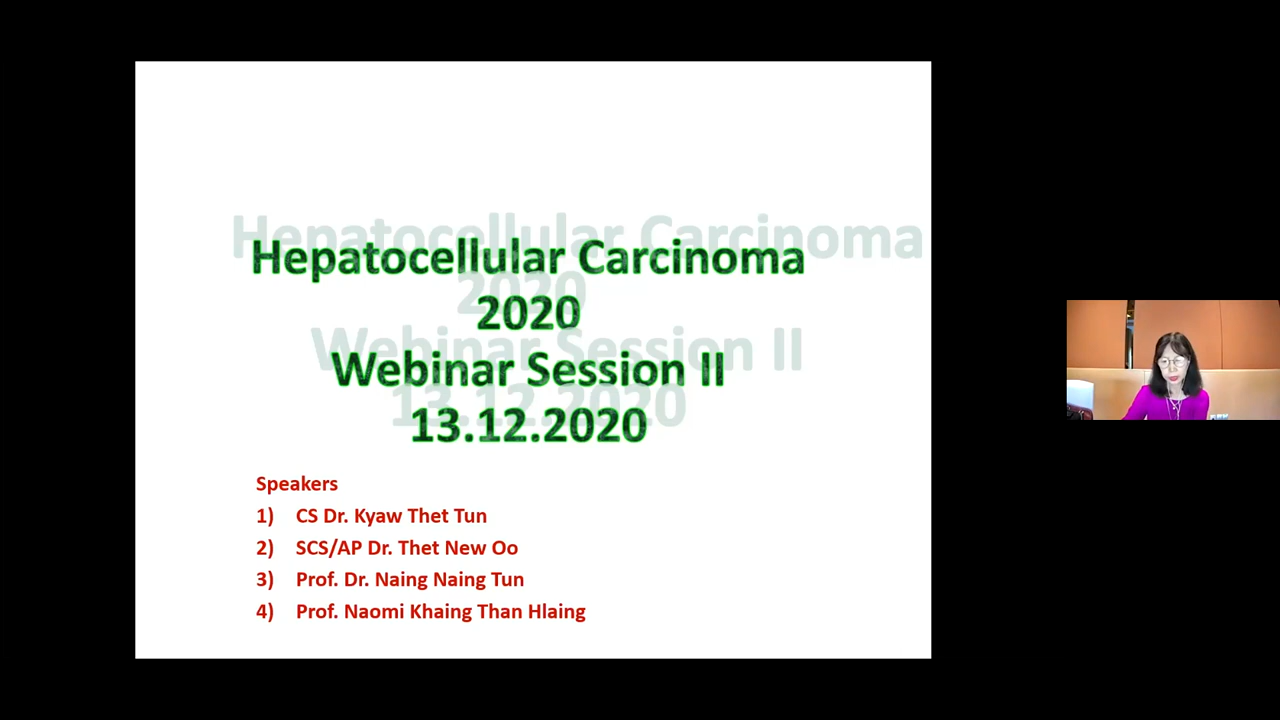 Hepatocellular Carcinoma
2020
Webinar Session II
13.12.2020
Speakers
1) CS Dr. Kyaw Thet Tun
2) SCS/AP Dr. Thet New Oo
3) Prof. Dr. Naing Naing Tun
4) Prof. Naomi Khaing Than Hlaing